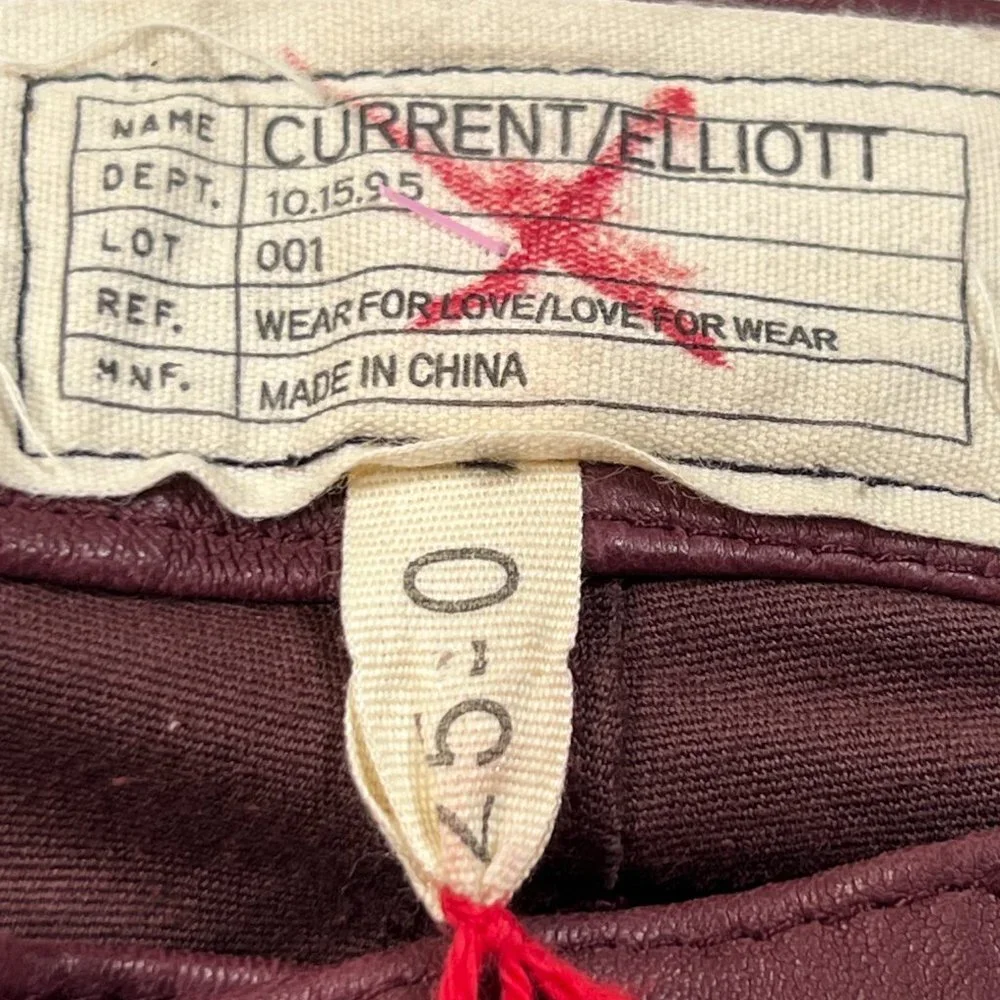 NAME CURRENT/ELLIOTT
DEPT. 10.15.95
LOT 001
REF. WEAR FOR LOVE/LOVE FOR WEAR
MNF. MADE IN CHINA
25-0